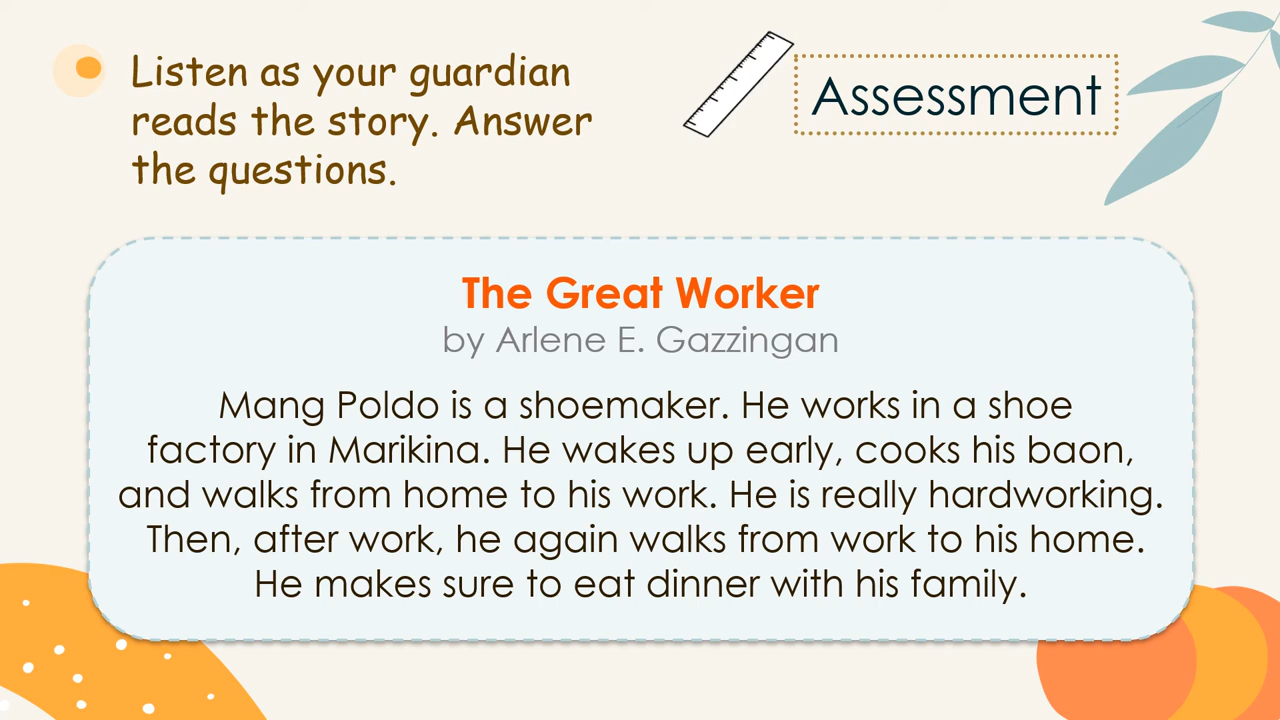 Listen as your guardian
reads the story. Answer
the questions.
Assessment
The Great Worker
by Arlene E. Gazzingan
Mang Poldo is a shoemaker. He works in a shoe
factory in Marikina. He wakes up early, cooks his baon,
and walks from home to his work. He is really hardworking.
Then, after work, he again walks from work to his home.
He makes sure to eat dinner with his family.